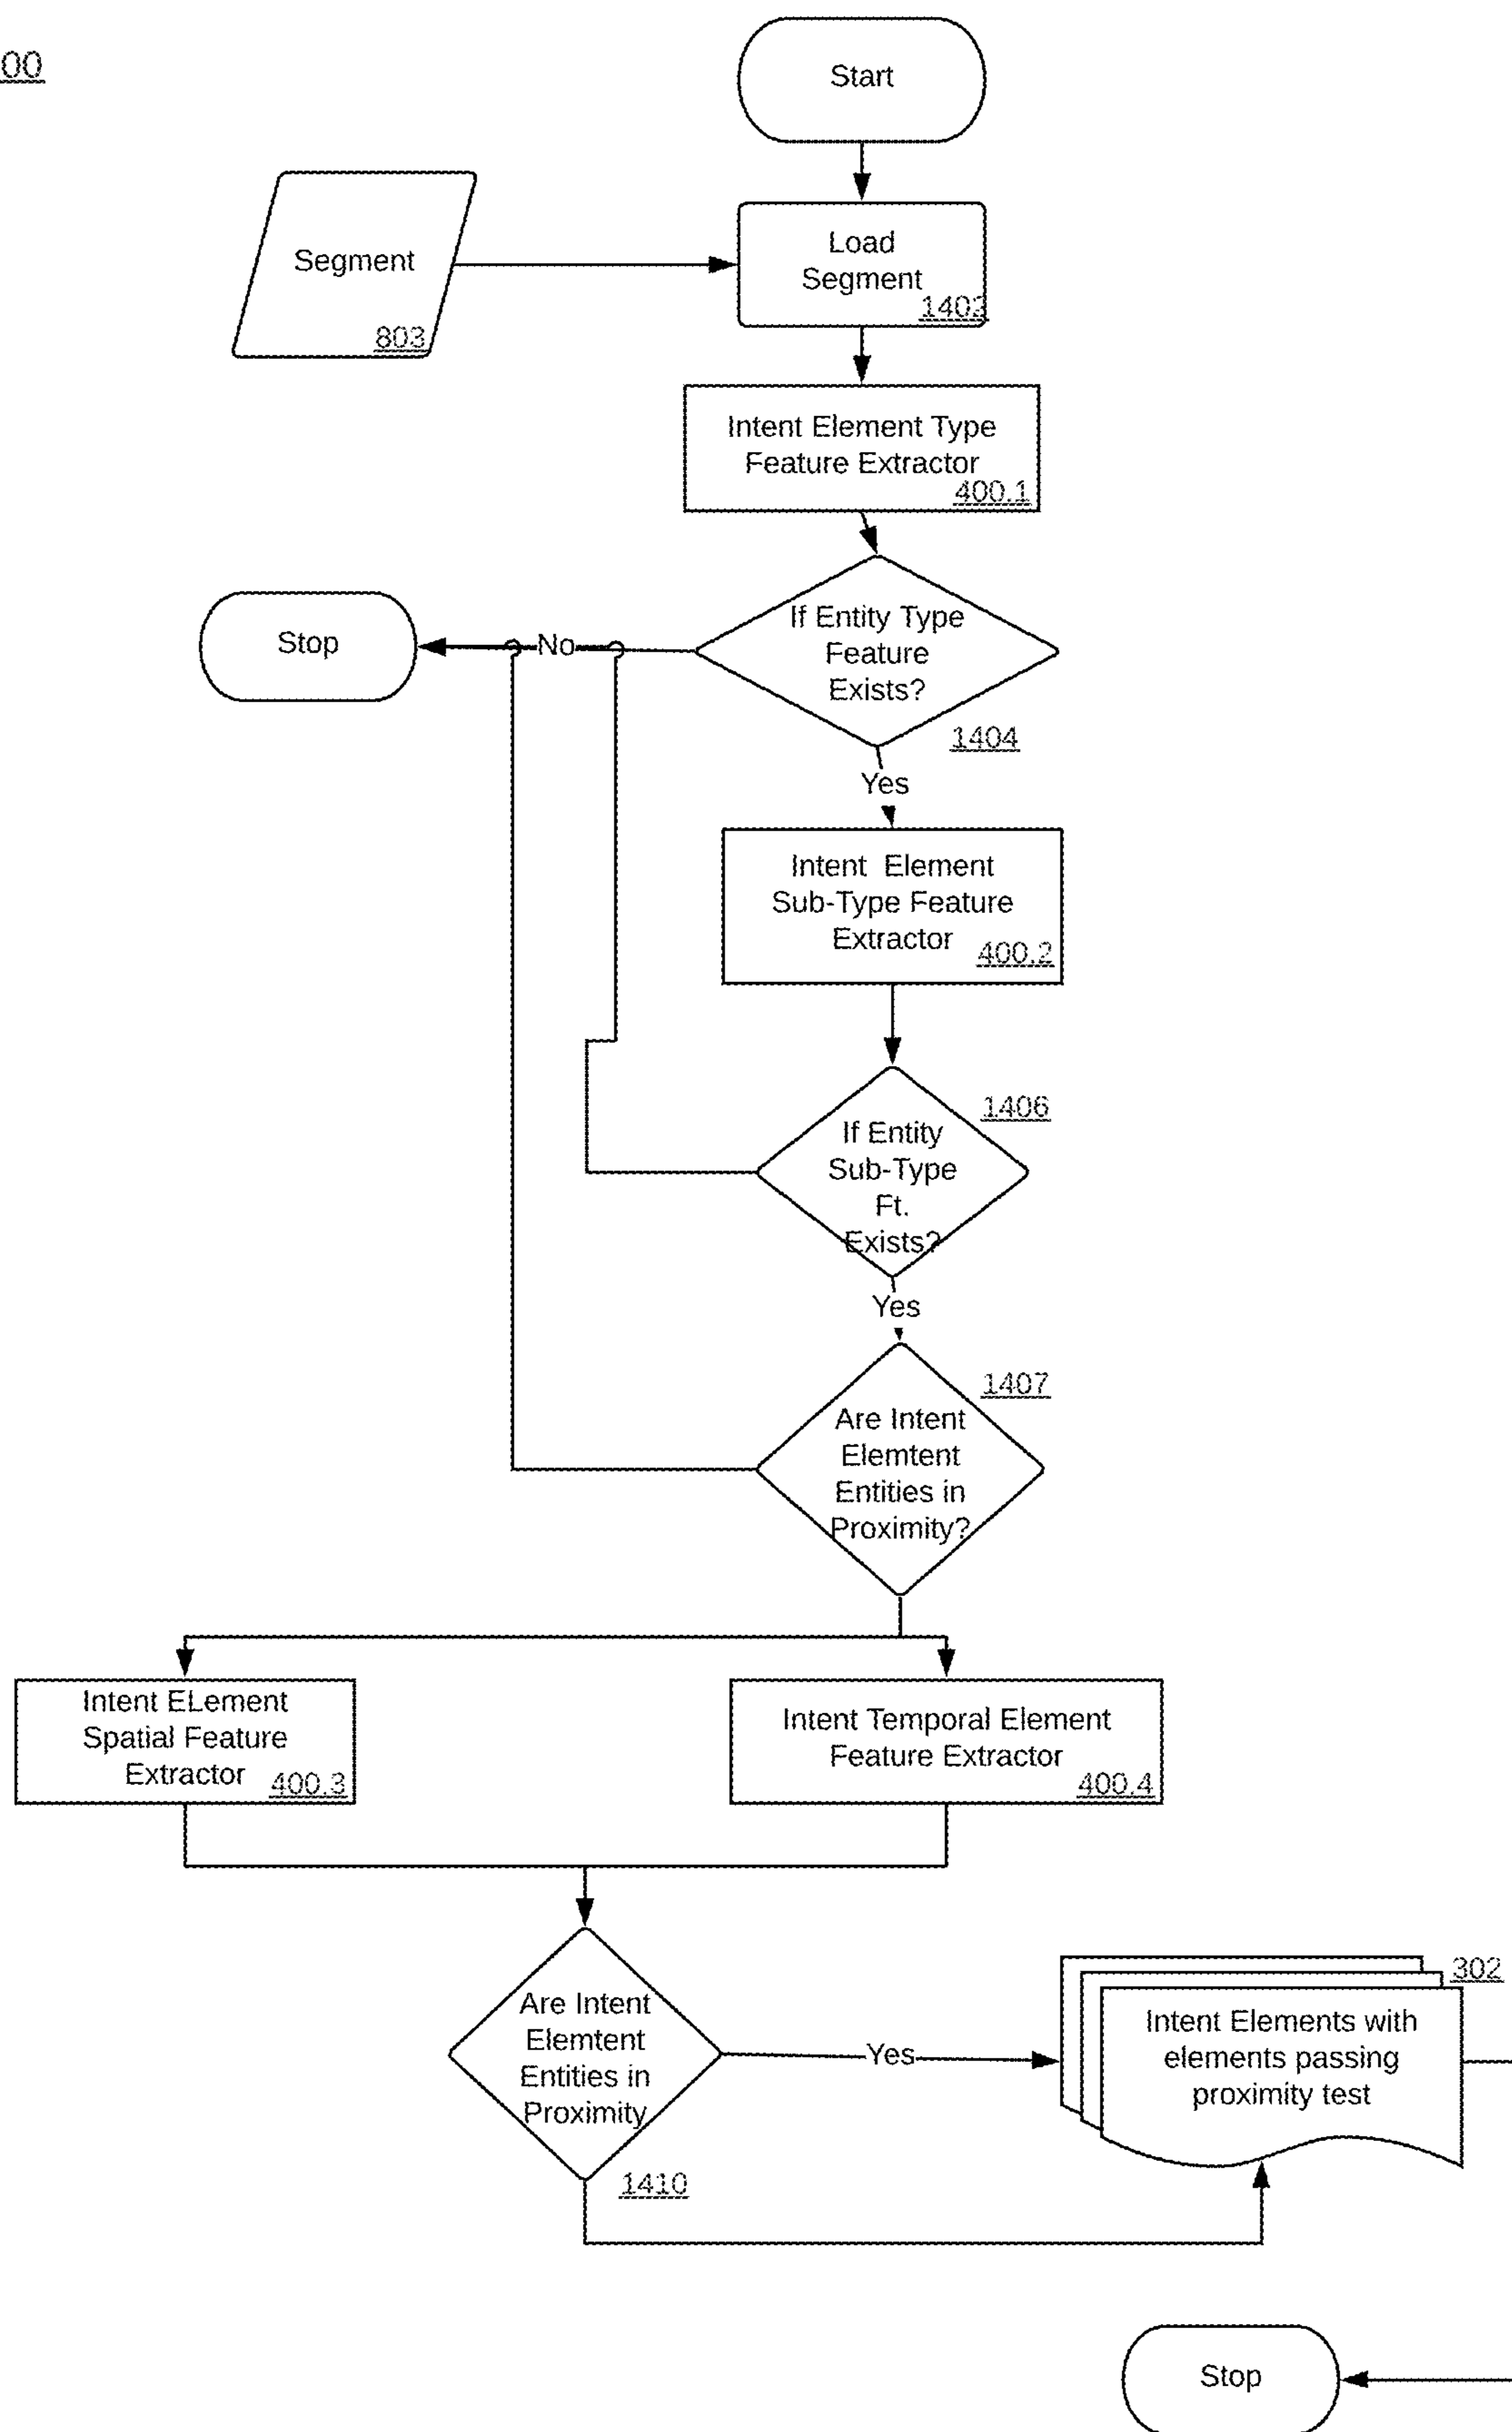 00
Start
Segment
803
Load
Segment
1402
Intent Element Type
Feature Extractor
400.1
If Entity Type
Feature
Exists?
1404
No
Stop
Yes
Intent Element
Sub-Type Feature
Extractor
400.2
1406
If Entity
Sub-Type
Ft.
Exists?
Yes
1407
Are Intent
Elemtent
Entities in
Proximity?
Intent ELement
Spatial Feature
Extractor
400.3
Intent Temporal Element
Feature Extractor
400.4
Are Intent
Elemtent
Entities in
Proximity
1410
Yes
302
Intent Elements with
elements passing
proximity test
Stop